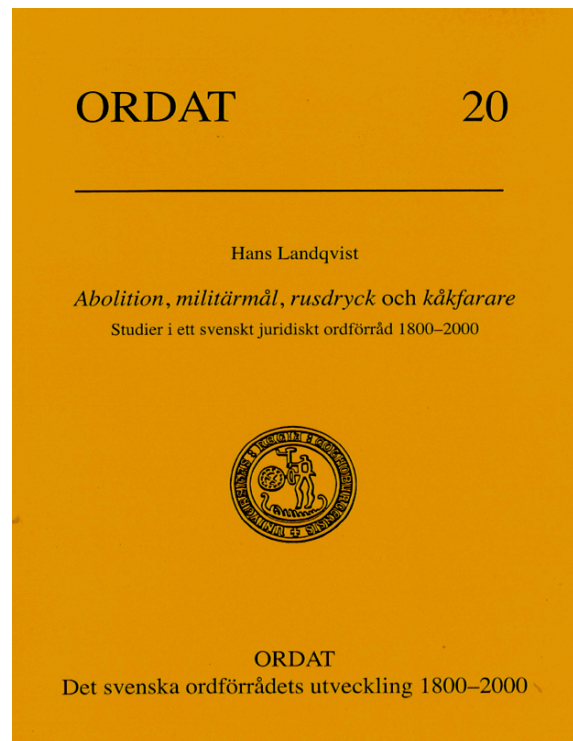 ORDAT 20
Hans Landqvist
Abolition, militärmål, rusdryck och kåkfarare
Studier i ett svenskt juridiskt ordförråd 1800–2000
ORDAT
Det svenska ordförrådets utveckling 1800–2000